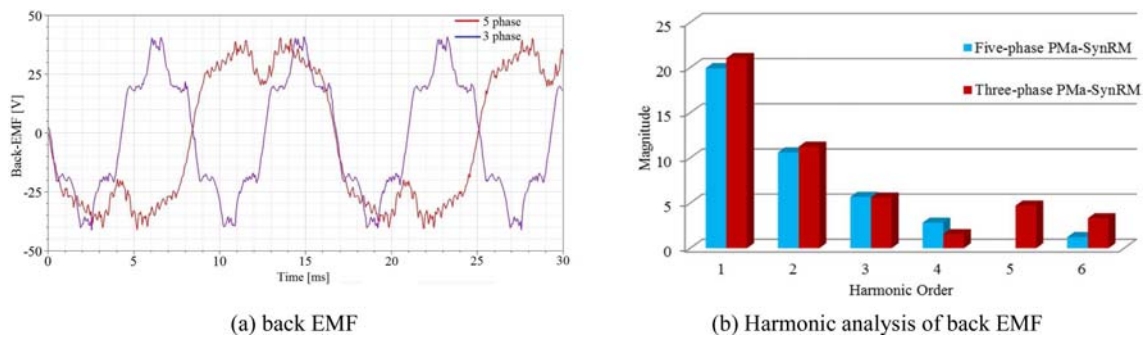 50
25
0
-25
-50
Back-EMF [V]
5 phase
3 phase
0
5
10
15
20
25
30
Time [ms]
(a) back EMF
25
20
15
10
5
0
Magnitude
Five-phase PMa-SynRM
Three-phase PMa-SynRM
1
2
3
4
5
6
Harmonic Order
(b) Harmonic analysis of back EMF